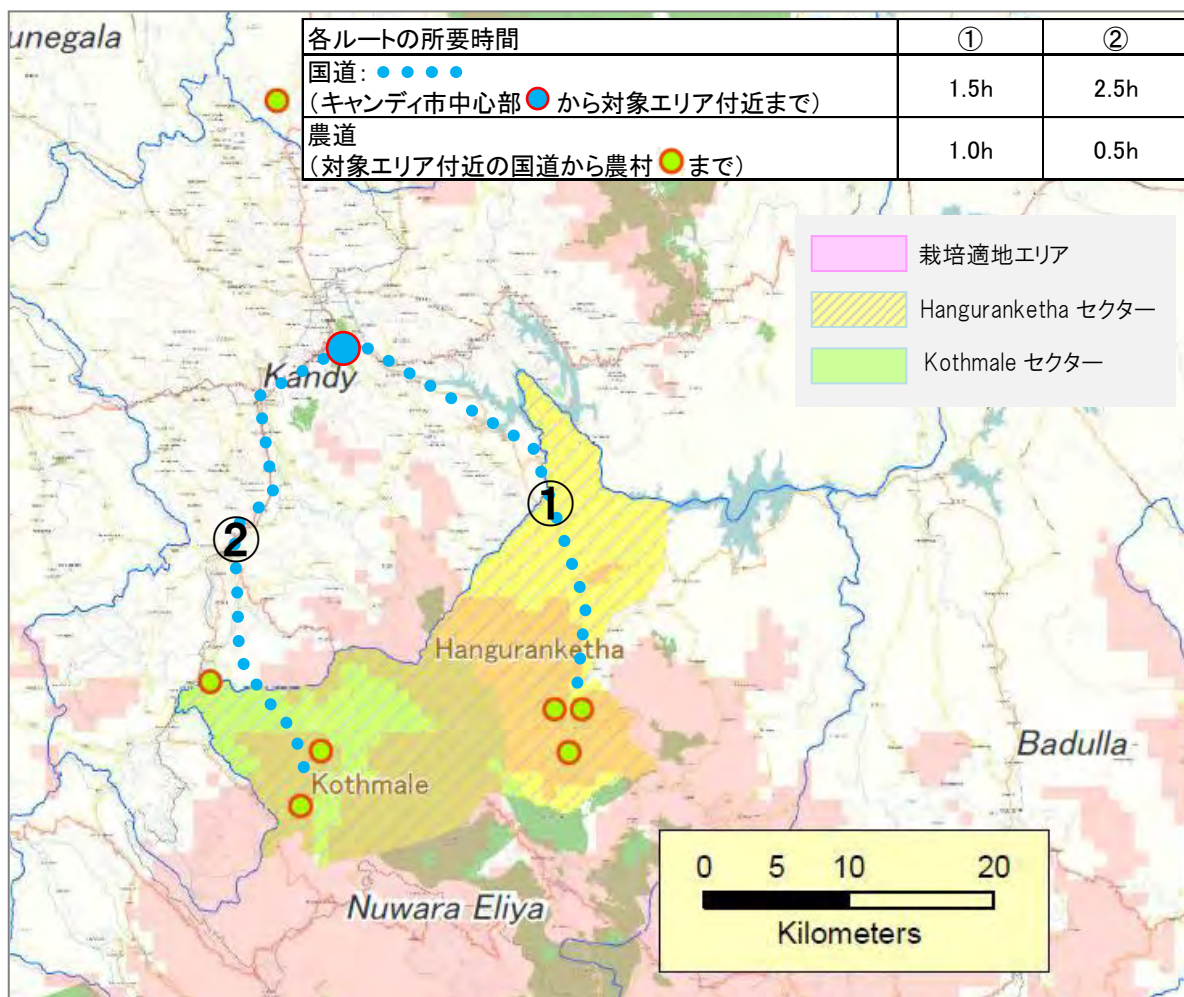 unegala
各ルートの所要時間 ① ②
国道:
(キャンディ市中心部 から対象エリア付近まで) 1.5h 2.5h
農道
(対象エリア付近の国道から農村 まで) 1.0h 0.5h
栽培適地エリア
Hanguranketha セクター
Kothmale セクター
Kandy
①
②
Hanguranketha
Badulla
Kothmale
Nuwara Eliya
0 5 10 20
Kilometers